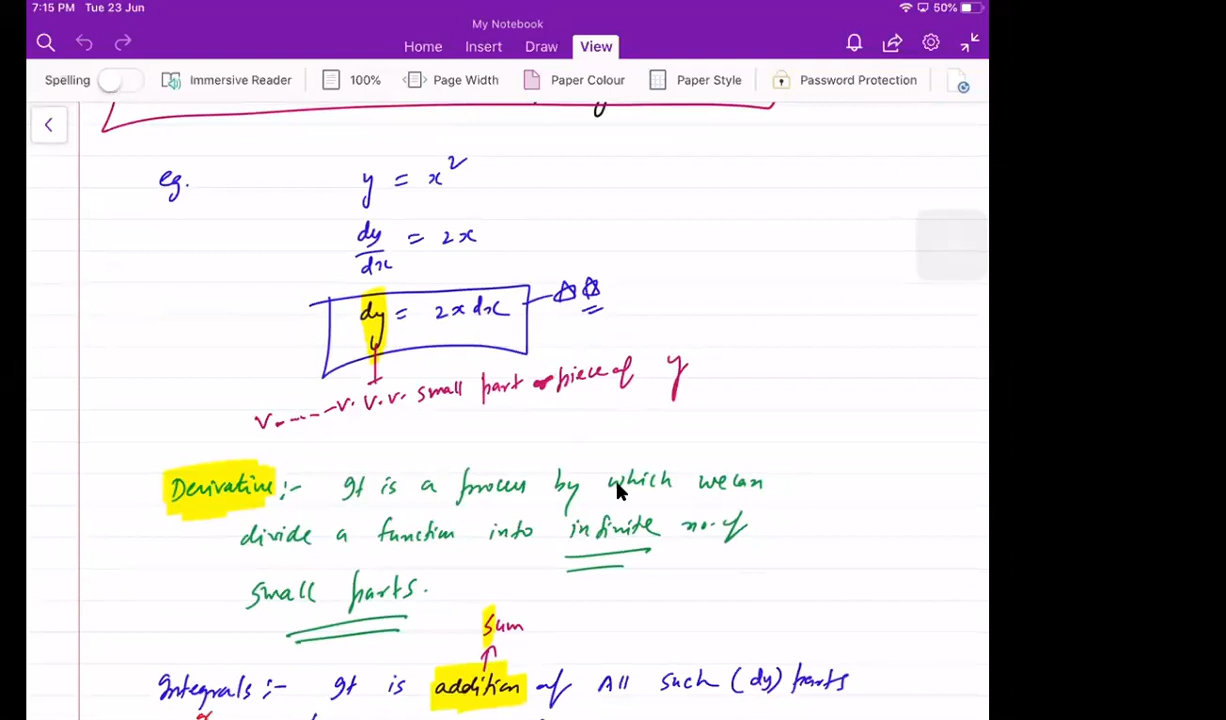 7:15 PM Tue 23 Jun
50%
My Notebook
Home Insert Draw View
Spelling Immersive Reader 100% Page Width Paper Colour Paper Style Password Protection
eg. y = x²
dy/dx = 2x
dy = 2x dx
v. ---- v. v. v. small part or piece of y
Derivative :- It is a process by which we can
divide a function into infinite no. of
small parts.
Sum
Integrals :- It is addition of All such (dy) parts